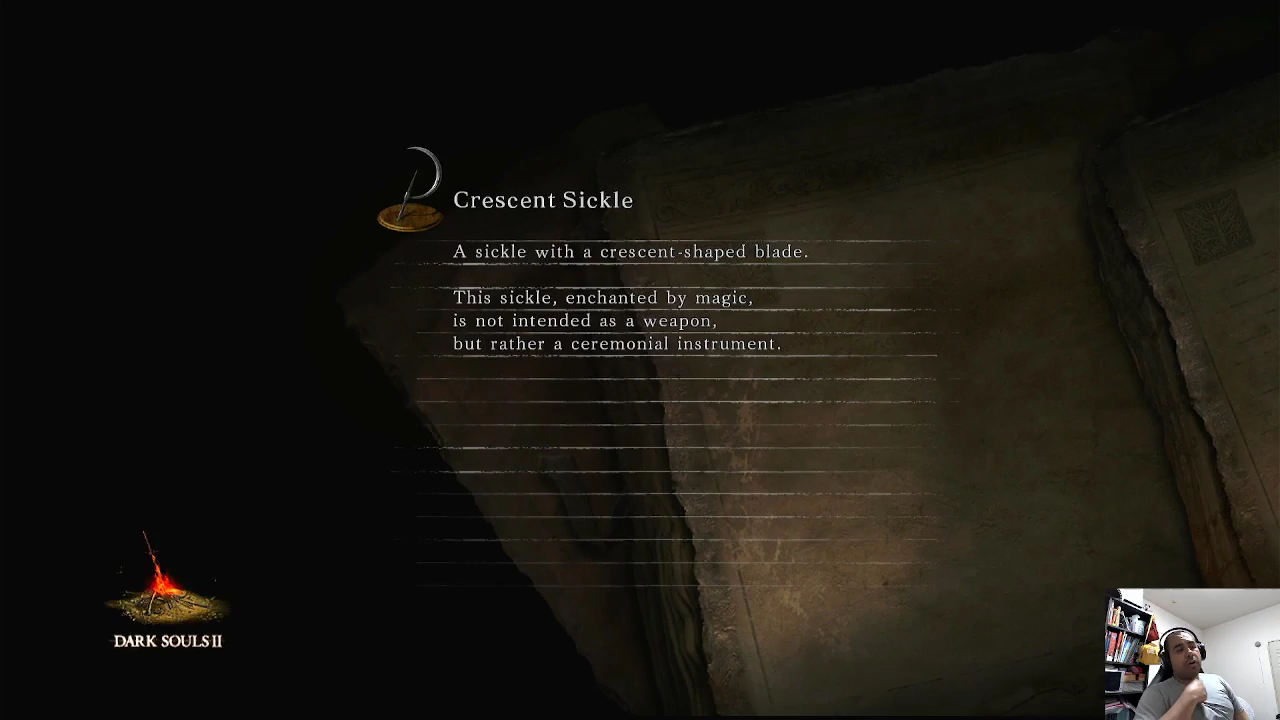 Crescent Sickle
A sickle with a crescent-shaped blade.
This sickle, enchanted by magic,
is not intended as a weapon,
but rather a ceremonial instrument.
DARK SOULS II